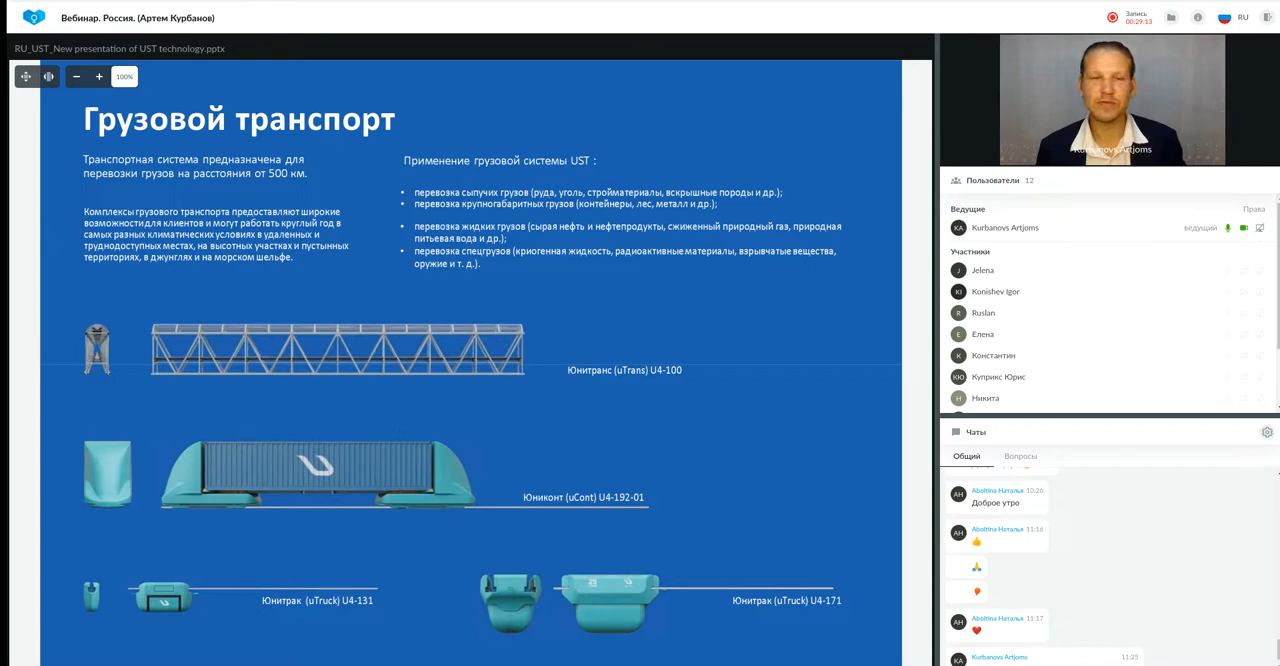 Вебинар. Россия. (Артем Курбанов)
Запись
00:29:13
RU
RU_UST_New presentation of UST technology.pptx
100%
Грузовой транспорт
Транспортная система предназначена для
перевозки грузов на расстояния от 500 км.
Комплексы грузового транспорта предоставляют широкие
возможности для клиентов и могут работать круглый год в
самых разных климатических условиях в удаленных и
труднодоступных местах, на высотных участках и пустынных
территориях, в джунглях и на морском шельфе.
Применение грузовой системы UST :
• перевозка сыпучих грузов (руда, уголь, стройматериалы, вскрышные породы и др.);
• перевозка крупногабаритных грузов (контейнеры, лес, металл и др.);
• перевозка жидких грузов (сырая нефть и нефтепродукты, сжиженный природный газ, природная
питьевая вода и др.);
• перевозка спецгрузов (криогенная жидкость, радиоактивные материалы, взрывчатые вещества,
оружие и т. д.).
Юнитранс (uTrans) U4-100
Юниконт (uCont) U4-192-01
Юнитрак (uTruck) U4-131
Юнитрак (uTruck) U4-171
Kurbanovs Artjoms
Пользователи 12
Ведущие Права
KA Kurbanovs Artjoms ведущий
Участники
J Jelena
KI Konishev Igor
R Ruslan
Е Елена
К Константин
КЮ Куприкс Юрис
Н Никита
Чаты
Общий Вопросы
АН Aboltina Наталья 10:26
Доброе утро
АН Aboltina Наталья 11:16
АН Aboltina Наталья 11:17
KA Kurbanovs Artjoms 11:25